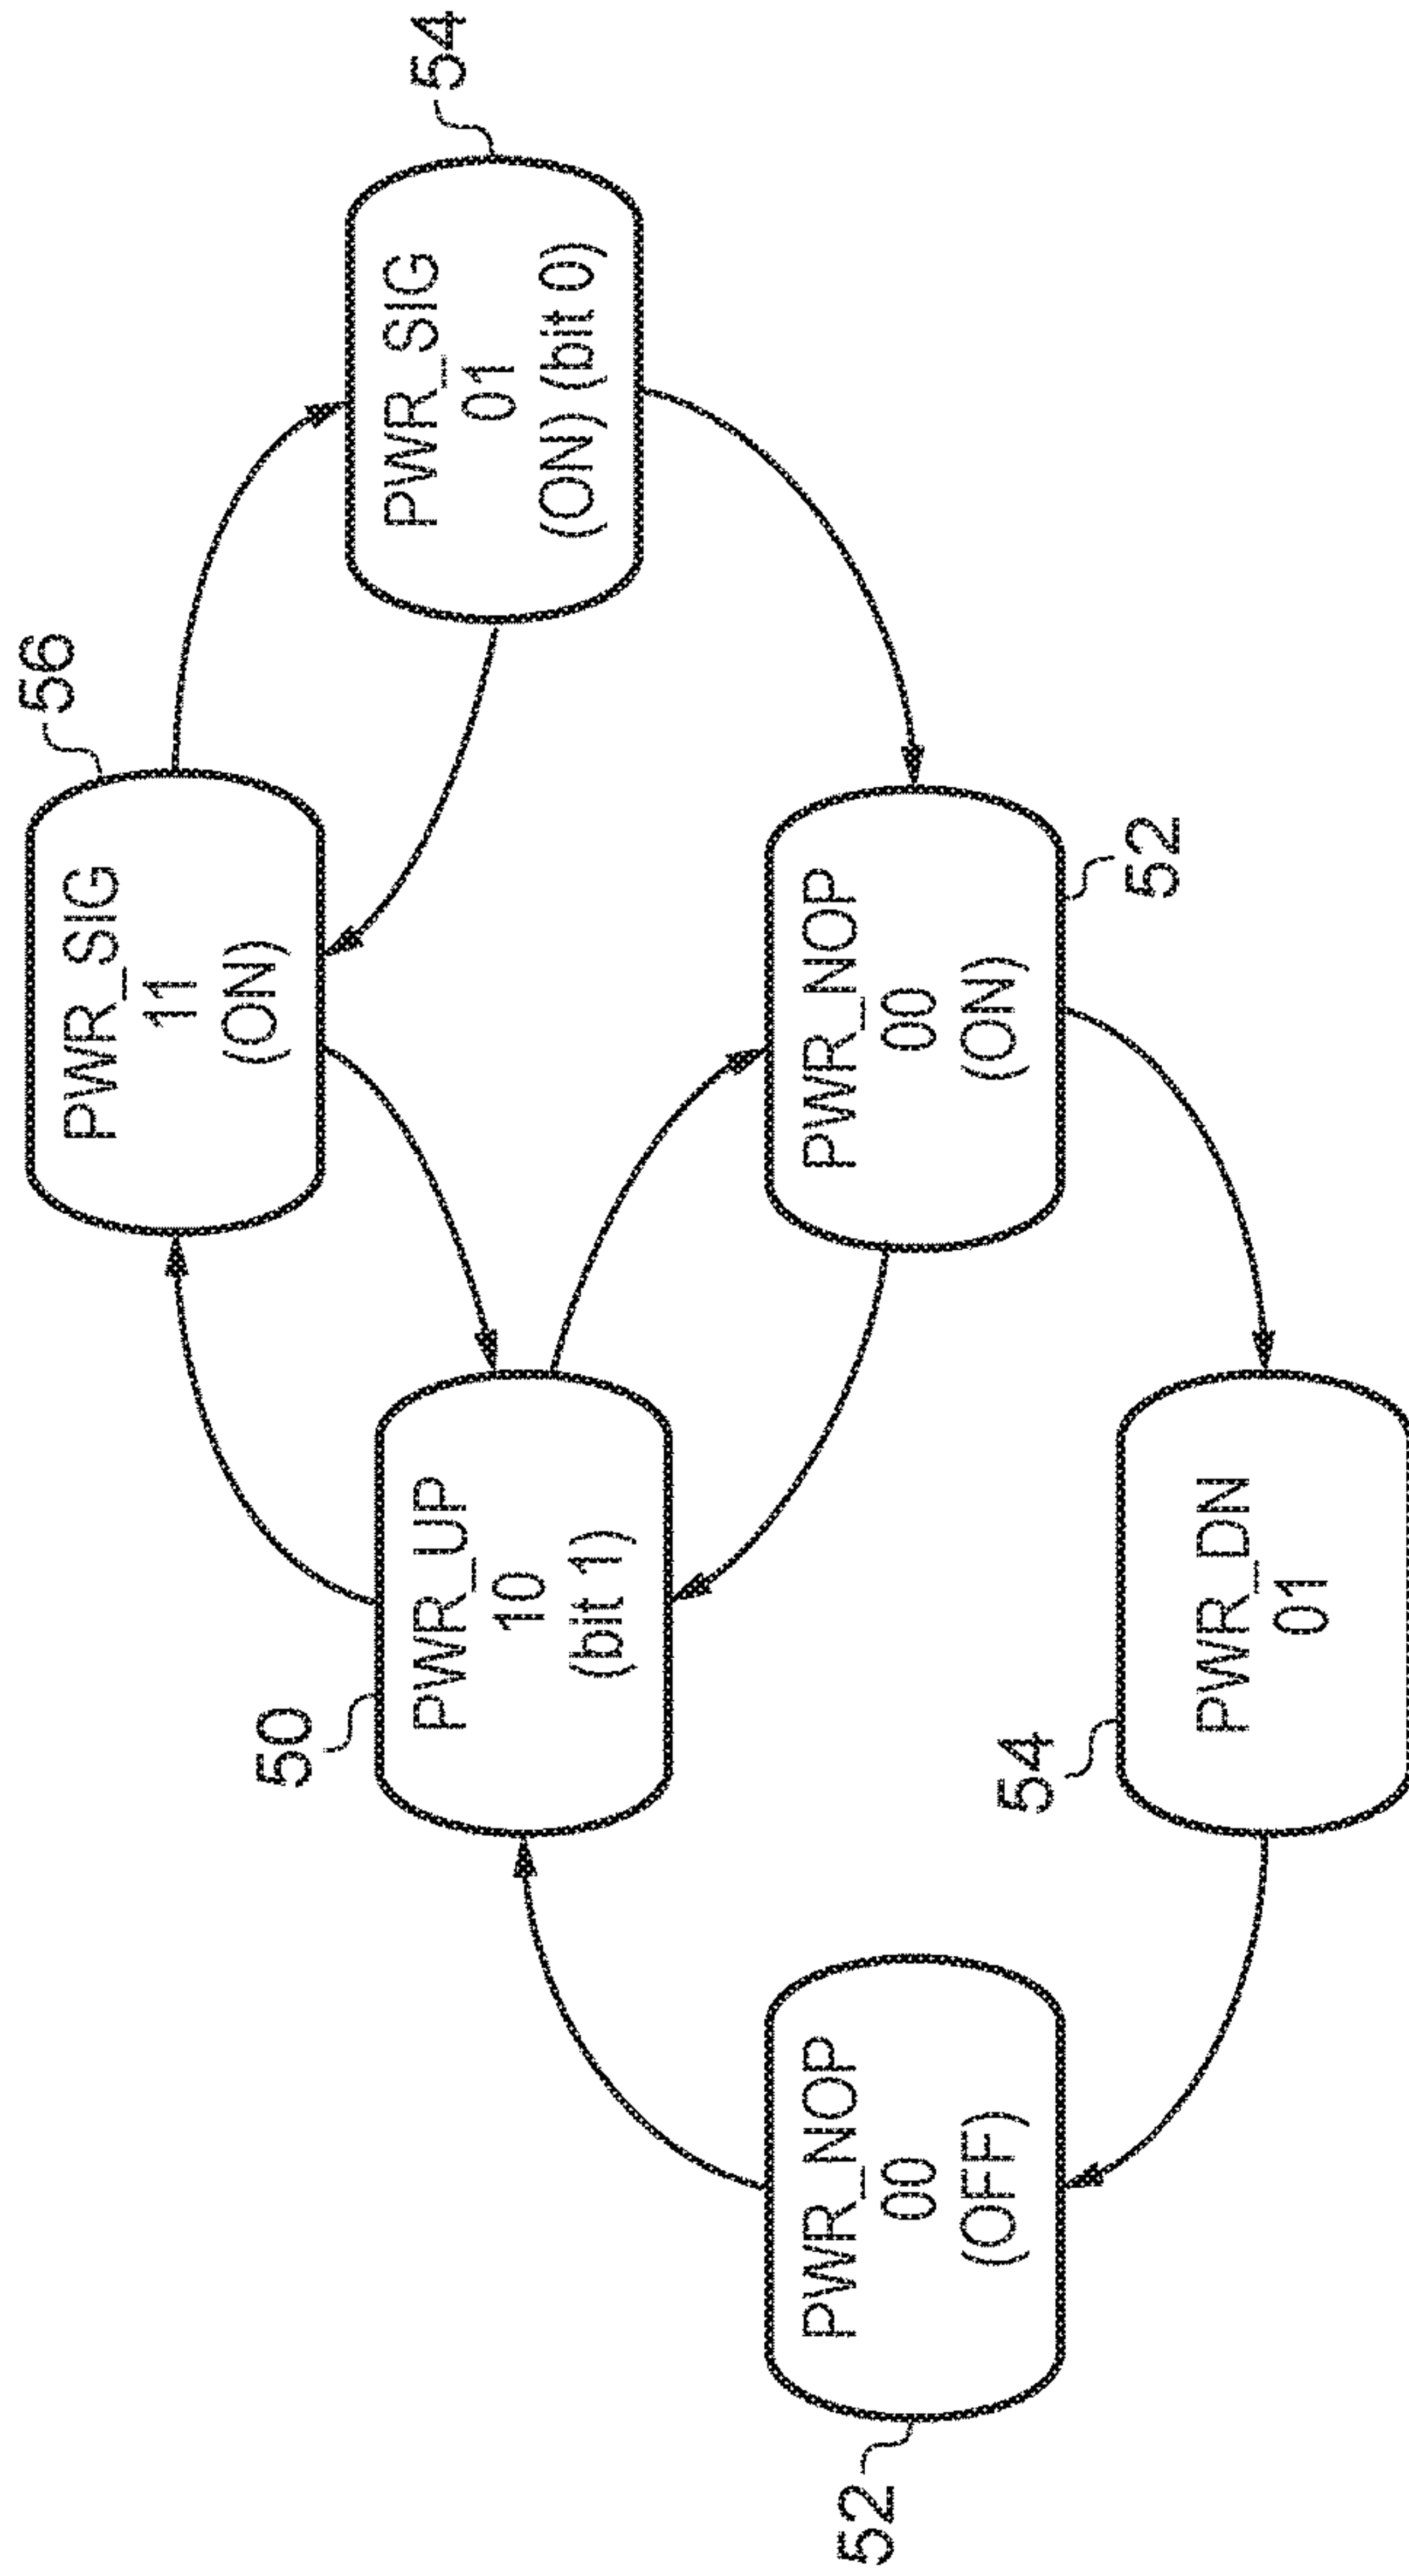 56
PWR_SIG
11
(ON)
54
PWR_SIG
01
(ON) (bit 0)
50
PWR_UP
10
(bit 1)
52
PWR_NOP
00
(OFF)
PWR_NOP
00
(ON)
52
54
PWR_DN
01